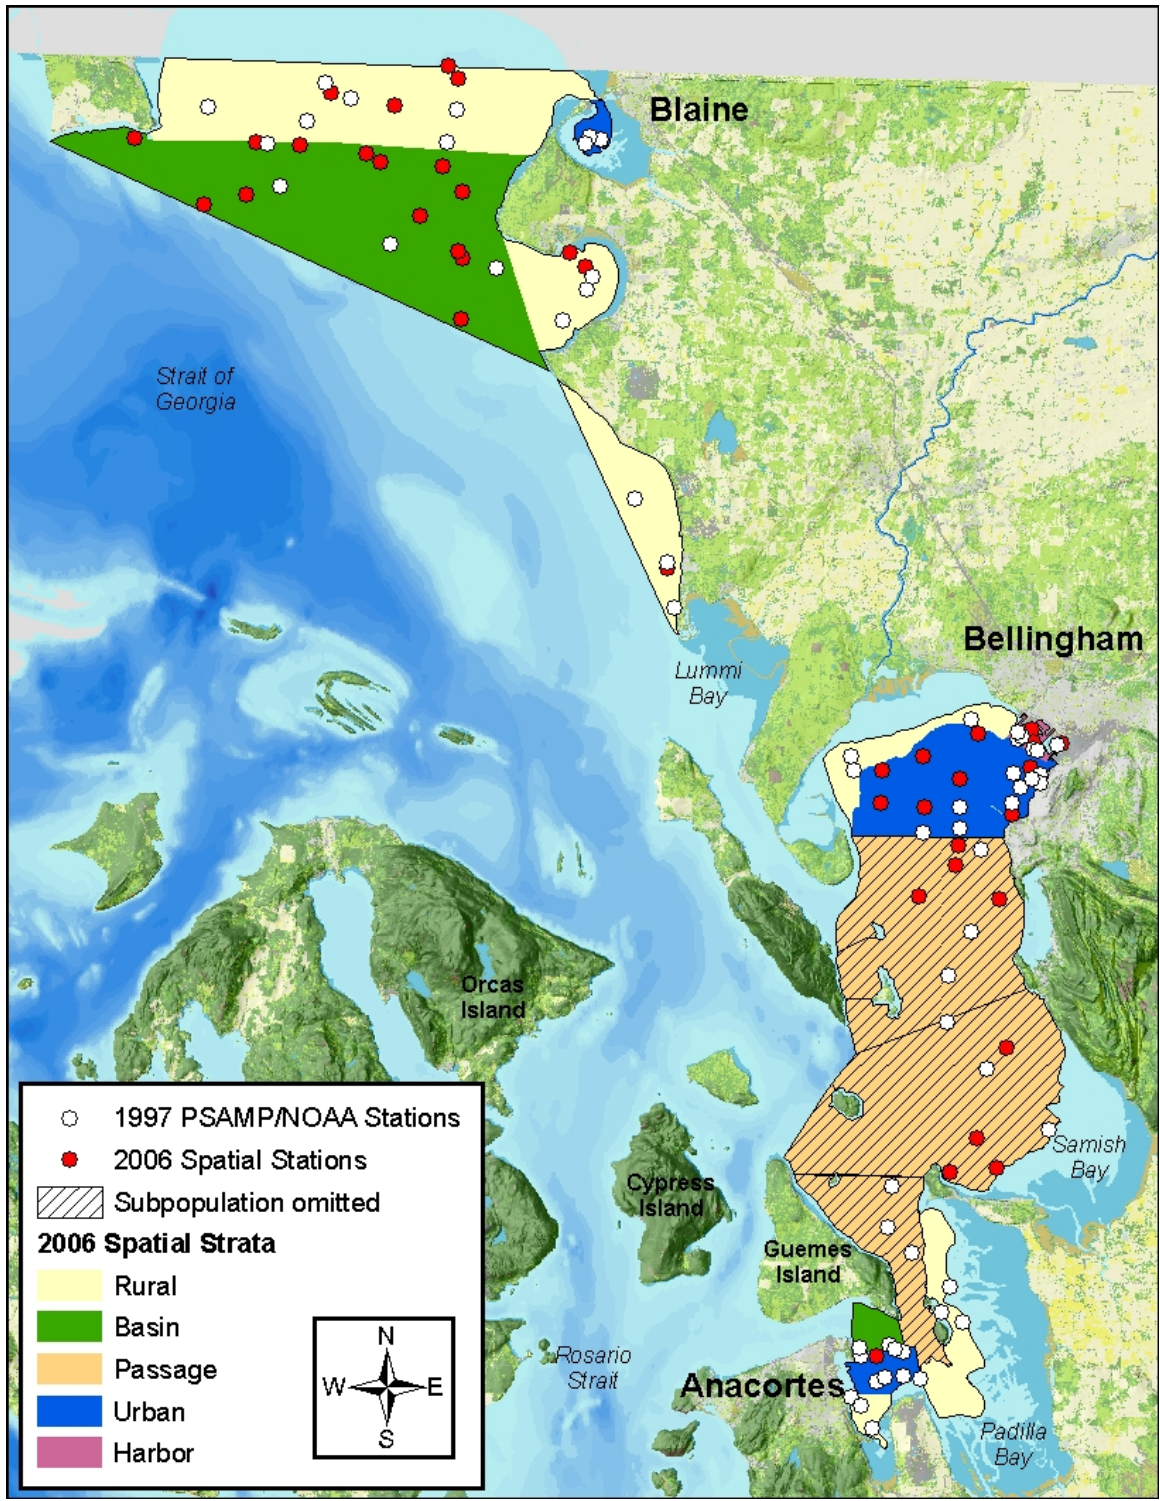 Blaine
Strait of
Georgia
Bellingham
Lummi
Bay
Orcas
Island
Samish
Bay
Cypress
Island
Guemes
Island
Rosario
Strait
Anacortes
Padilla
Bay
1997 PSAMP/NOAA Stations
2006 Spatial Stations
Subpopulation omitted
2006 Spatial Strata
Rural
Basin
Passage
Urban
Harbor
N
W E
S